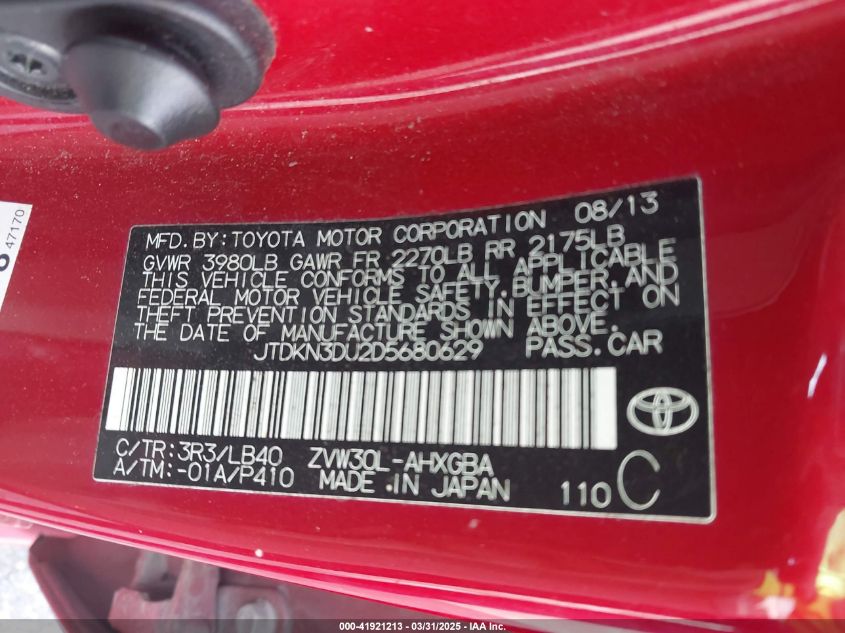 MFD. BY: TOYOTA MOTOR CORPORATION 08/13
GVWR 3980LB GAWR FR 2270LB RR 2175LB
THIS VEHICLE CONFORMS TO ALL APPLICABLE
FEDERAL MOTOR VEHICLE SAFETY, BUMPER, AND
THEFT PREVENTION STANDARDS IN EFFECT ON
THE DATE OF MANUFACTURE SHOWN ABOVE.
JTDKN3DU2D5680629 PASS. CAR
C/TR: 3R3/LB40 ZVW30L-AHXGBA
A/TM: -01A/P410 MADE IN JAPAN 110 C
47170
000-41921213 - 03/31/2025 - IAA, Inc.